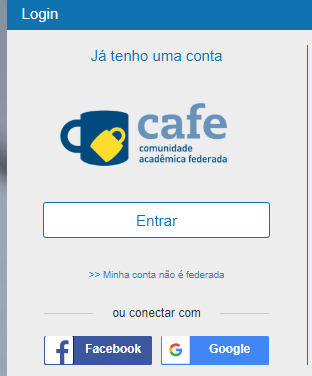 Login
Já tenho uma conta
cafe
comunidade
acadêmica federada
Entrar
>> Minha conta não é federada
ou conectar com
Facebook
Google